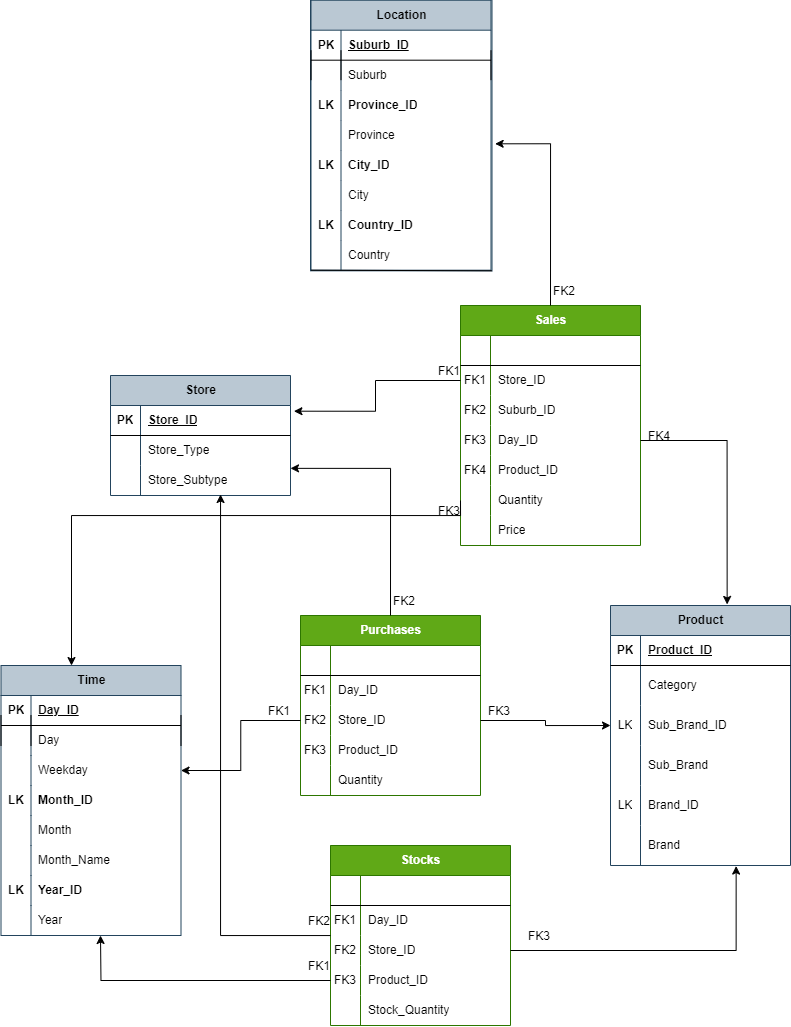 Location
PK Suburb_ID
Suburb
LK Province_ID
Province
LK City_ID
City
LK Country_ID
Country
FK2
Sales
FK1
FK1 Store_ID
FK2 Suburb_ID
FK3 Day_ID
FK4
FK4 Product_ID
Quantity
FK3
Price
Store
PK Store_ID
Store_Type
Store_Subtype
FK2
Purchases
FK1 Day_ID
FK1
FK2 Store_ID
FK3
FK3 Product_ID
Quantity
Product
PK Product_ID
Category
LK Sub_Brand_ID
Sub_Brand
LK Brand_ID
Brand
Time
PK Day_ID
Day
Weekday
LK Month_ID
Month
Month_Name
LK Year_ID
Year
Stocks
FK2
FK1 Day_ID
FK3
FK2 Store_ID
FK1
FK3 Product_ID
Stock_Quantity